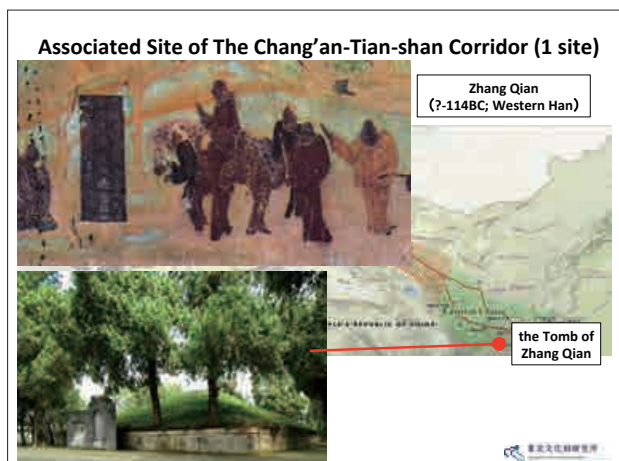 Associated Site of The Chang'an-Tian-shan Corridor (1 site)
Zhang Qian
(?-114BC; Western Han)
the Tomb of
Zhang Qian